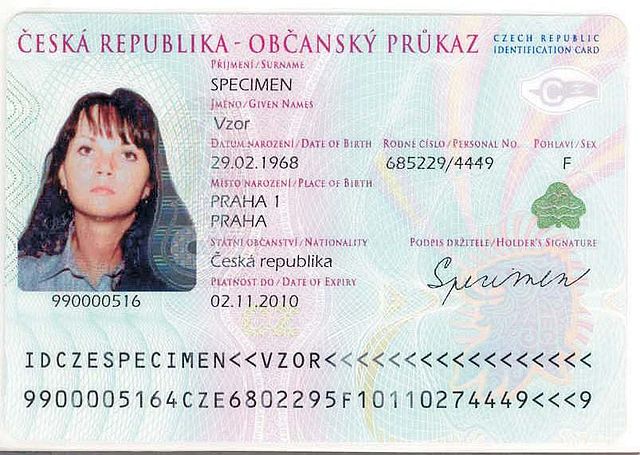 ČESKÁ REPUBLIKA - OBČANSKÝ PRŮKAZ
CZECH REPUBLIC
IDENTIFICATION CARD
PŘÍJMENÍ / SURNAME
SPECIMEN
JMÉNO / GIVEN NAMES
Vzor
DATUM NAROZENÍ / DATE OF BIRTH RODNÉ ČÍSLO / PERSONAL NO. POHLAVÍ / SEX
29.02.1968 685229/4449 F
MÍSTO NAROZENÍ / PLACE OF BIRTH
PRAHA 1
PRAHA
STÁTNÍ OBČANSTVÍ / NATIONALITY PODPIS DRŽITELE / HOLDER'S SIGNATURE
Česká republika
Specimen
PLATNOST DO / DATE OF EXPIRY
990000516 02.11.2010
IDCZESPECIMEN<<VZOR<<<<<<<<<<<<<<<<<
9900005164CZE6802295F10110274449<<<9